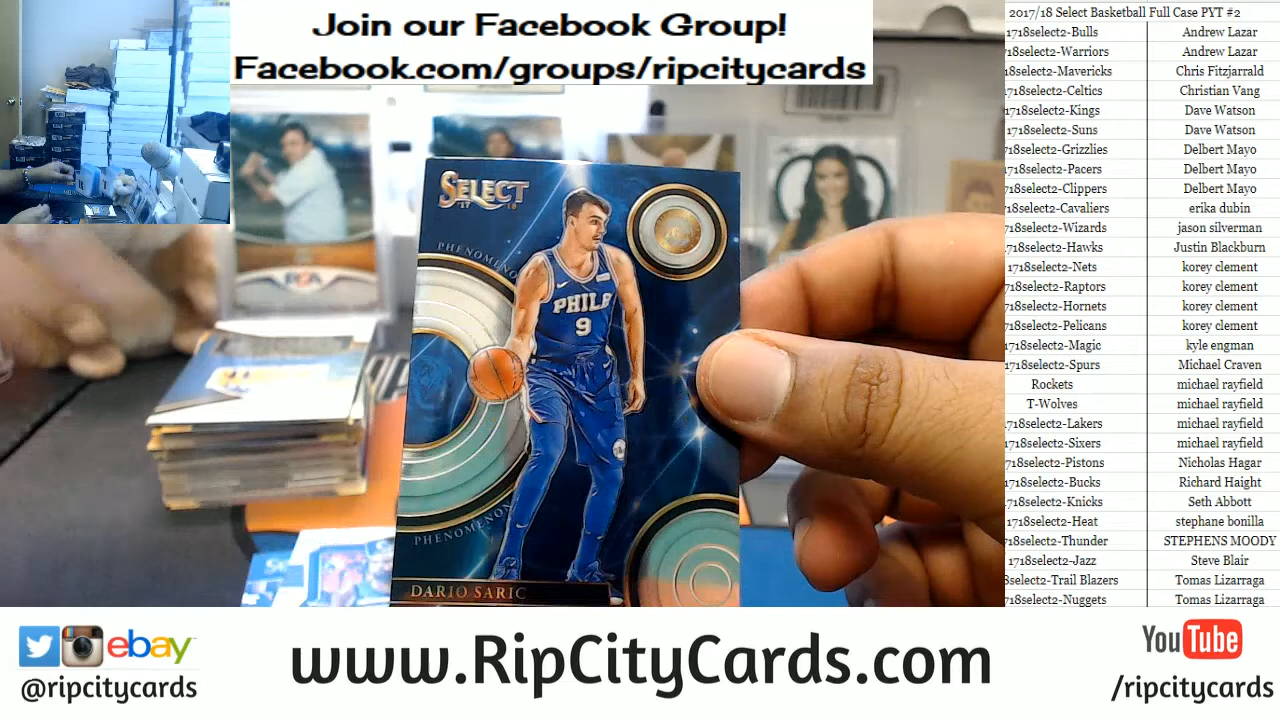 Join our Facebook Group!
Facebook.com/groups/ripcitycards
2017/18 Select Basketball Full Case PYT #2
1718select2-Bulls Andrew Lazar
1718select2-Warriors Andrew Lazar
18select2-Mavericks Chris Fitzjarrald
1718select2-Celtics Christian Vang
1718select2-Kings Dave Watson
1718select2-Suns Dave Watson
718select2-Grizzlies Delbert Mayo
1718select2-Pacers Delbert Mayo
718select2-Clippers Delbert Mayo
718select2-Cavaliers erika dubin
718select2-Wizards jason silverman
1718select2-Hawks Justin Blackburn
1718select2-Nets korey clement
718select2-Raptors korey clement
718select2-Hornets korey clement
718select2-Pelicans korey clement
1718select2-Magic kyle engman
1718select2-Spurs Michael Craven
Rockets michael rayfield
T-Wolves michael rayfield
1718select2-Lakers michael rayfield
1718select2-Sixers michael rayfield
1718select2-Pistons Nicholas Hagar
1718select2-Bucks Richard Haight
1718select2-Knicks Seth Abbott
1718select2-Heat stephane bonilla
718select2-Thunder STEPHENS MOODY
1718select2-Jazz Steve Blair
8select2-Trail Blazers Tomas Lizarraga
718select2-Nuggets Tomas Lizarraga
SELECT
17 18
PHENOMENON
PHILA
9
PHENOMENON
DARIO SARIC
ebay
@ripcitycards
www.RipCityCards.com
YouTube
/ripcitycards